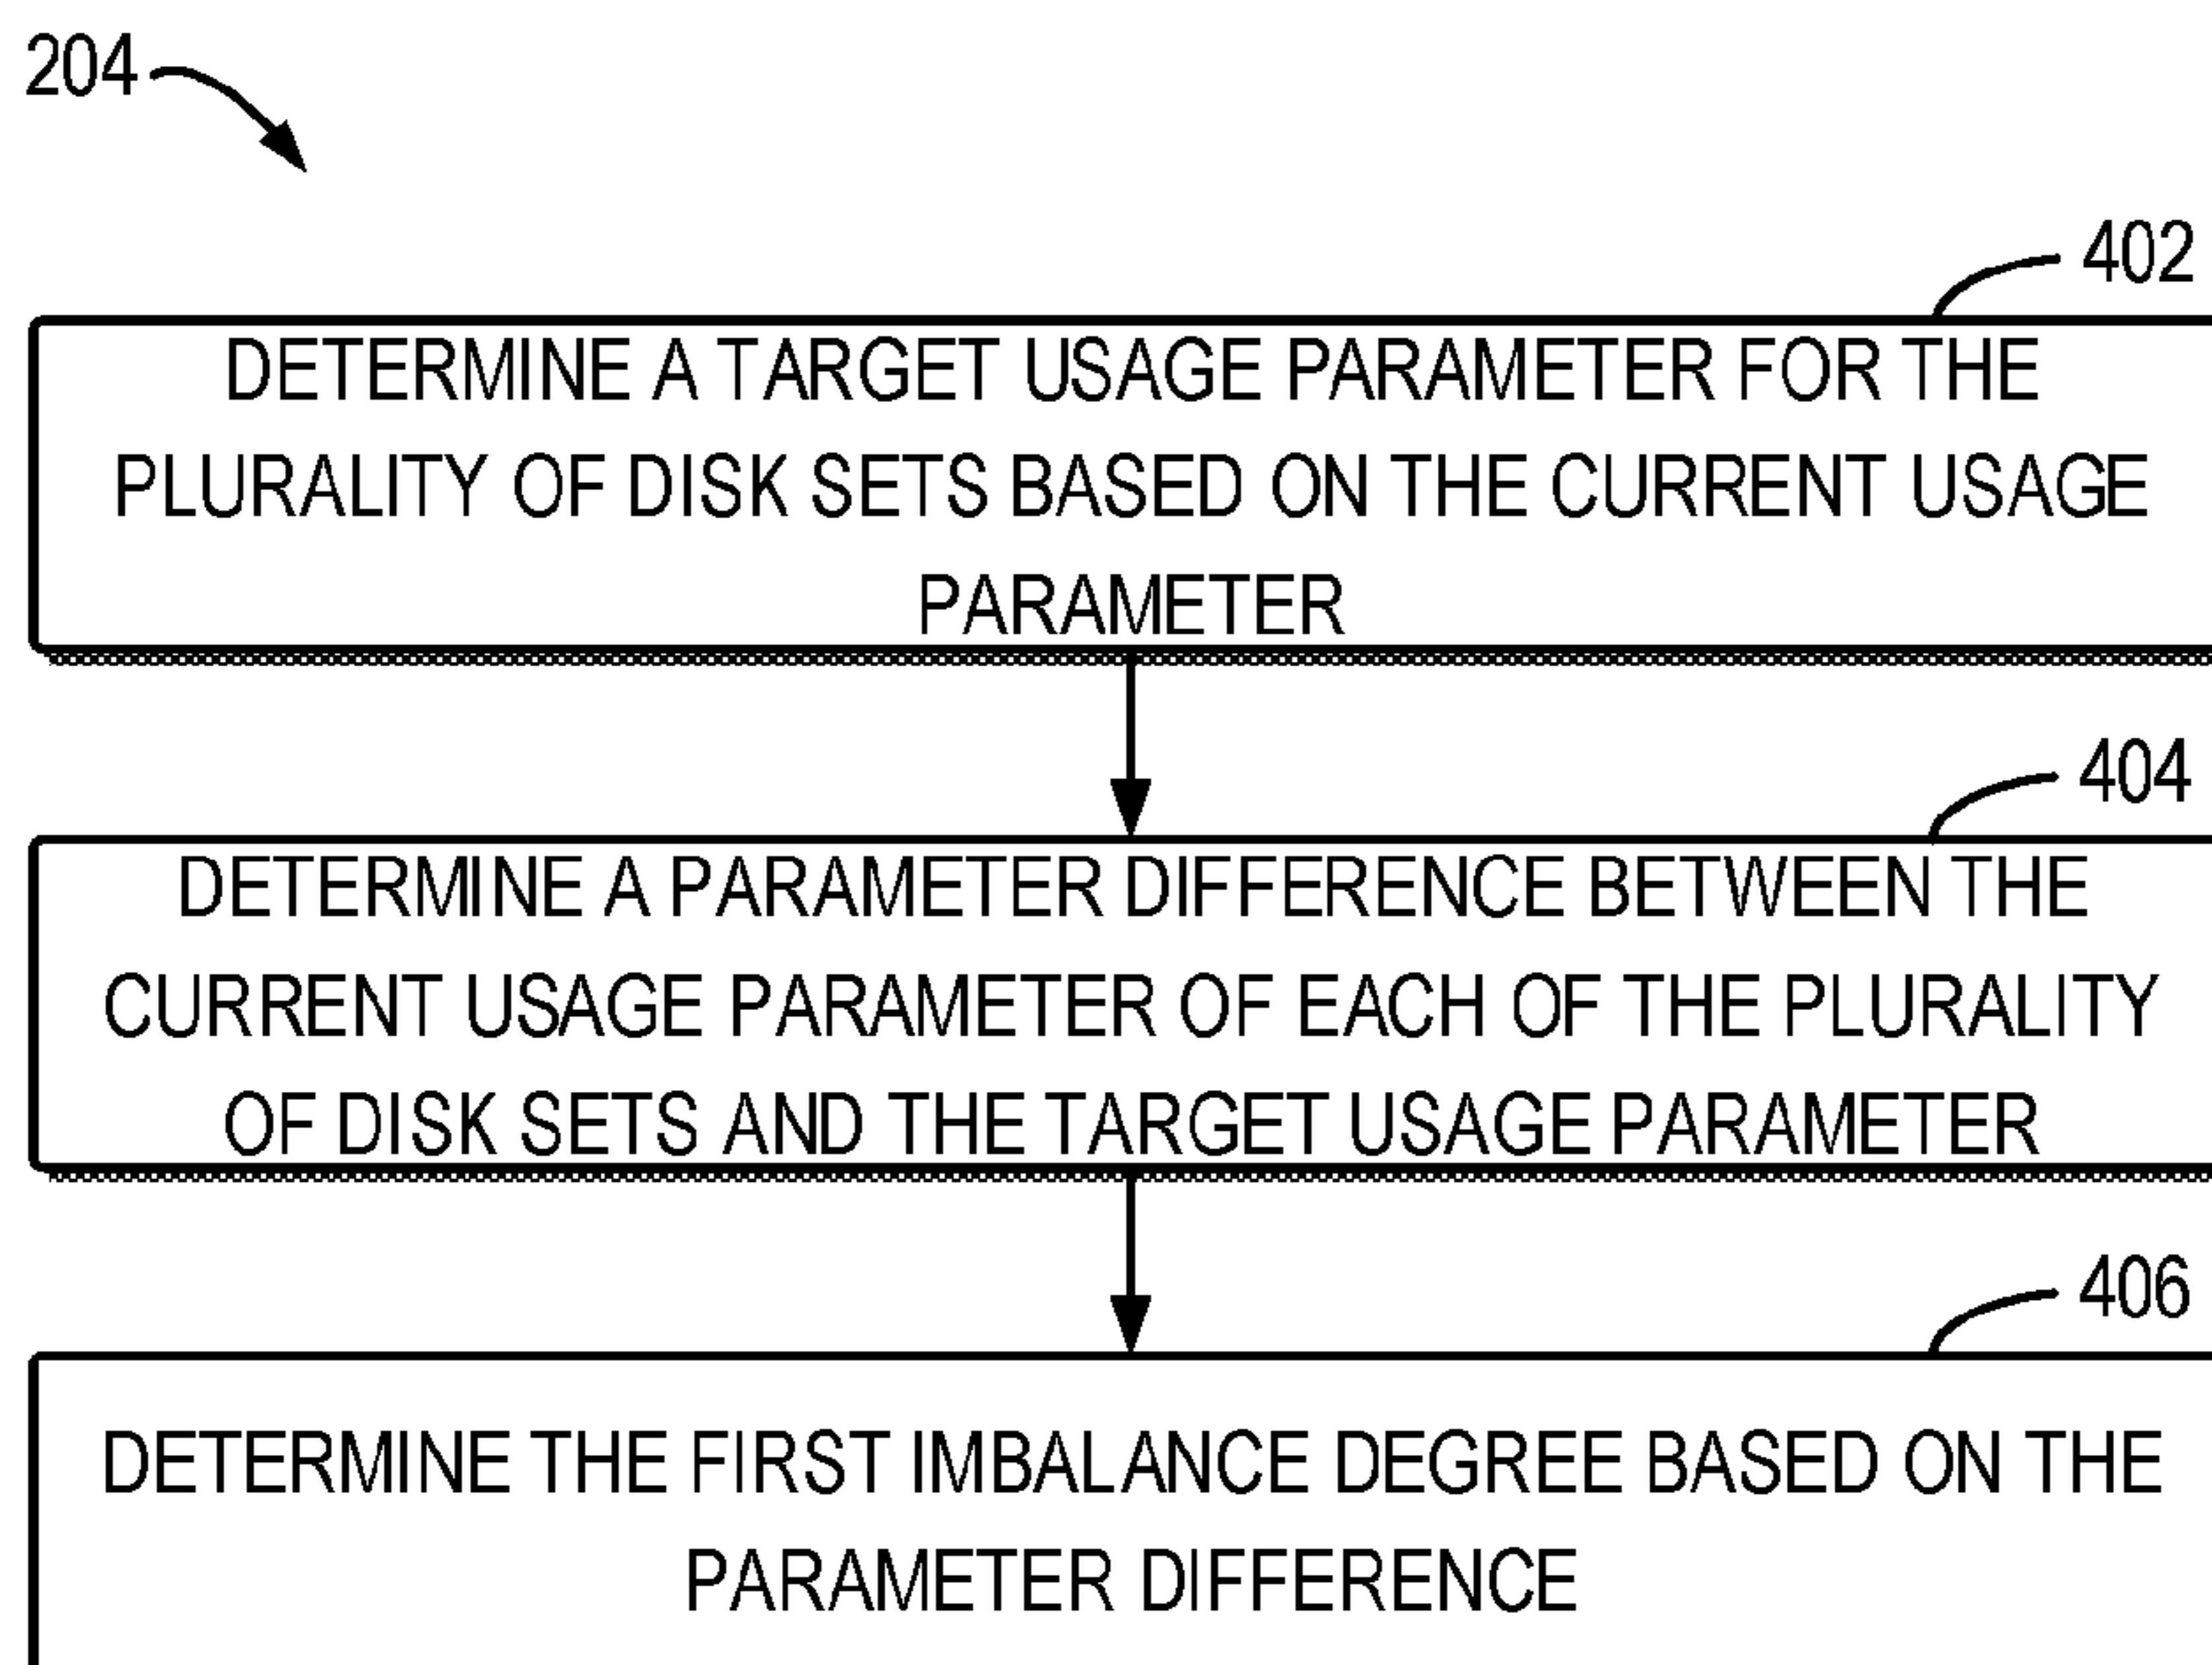 204
402
DETERMINE A TARGET USAGE PARAMETER FOR THE
PLURALITY OF DISK SETS BASED ON THE CURRENT USAGE
PARAMETER
404
DETERMINE A PARAMETER DIFFERENCE BETWEEN THE
CURRENT USAGE PARAMETER OF EACH OF THE PLURALITY
OF DISK SETS AND THE TARGET USAGE PARAMETER
406
DETERMINE THE FIRST IMBALANCE DEGREE BASED ON THE
PARAMETER DIFFERENCE